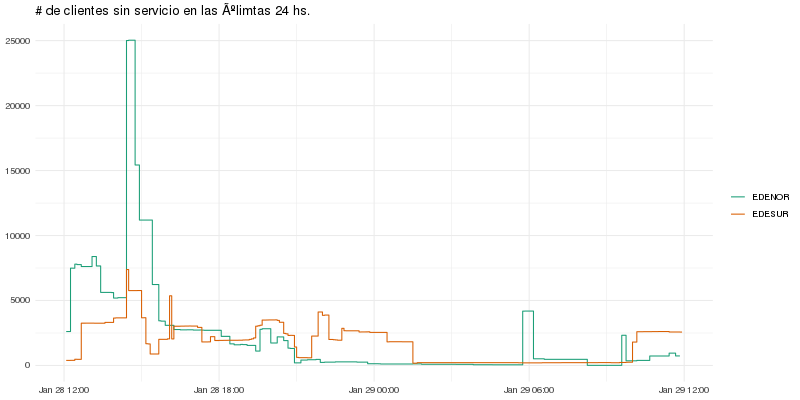 # de clientes sin servicio en las Ãºlimtas 24 hs.
25000
20000
15000
10000
5000
0
Jan 28 12:00
Jan 28 18:00
Jan 29 00:00
Jan 29 06:00
Jan 29 12:00
EDENOR
EDESUR